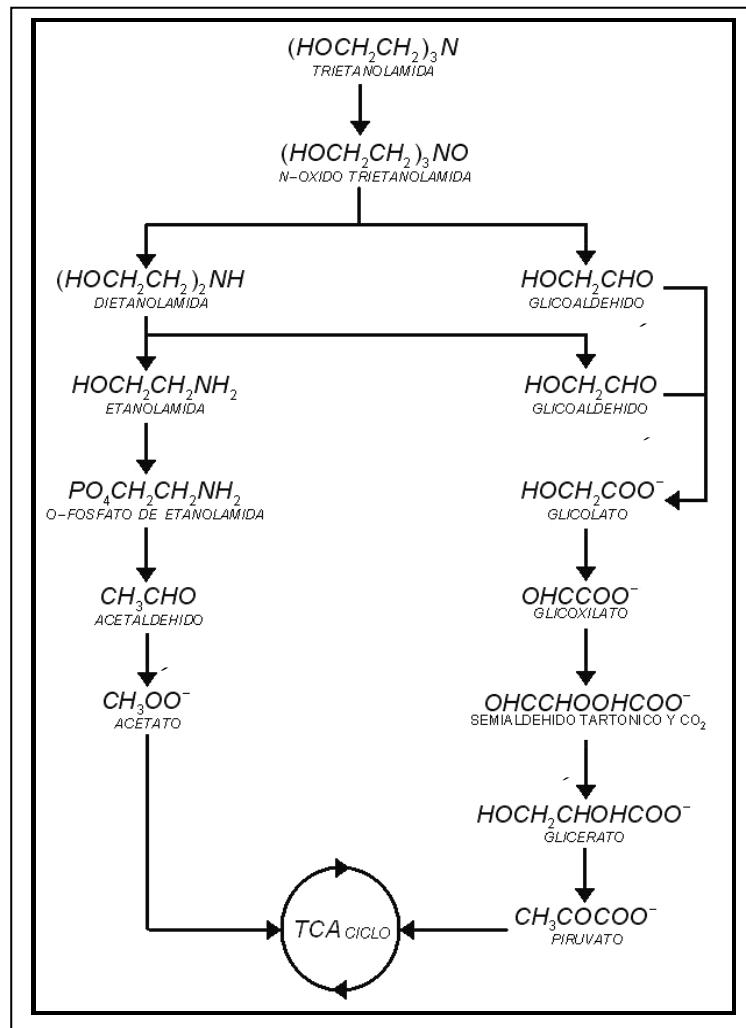 (HOCH₂CH₂)₃N
TRIETANOLAMIDA
(HOCH₂CH₂)₃NO
N–OXIDO TRIETANOLAMIDA
(HOCH₂CH₂)₂NH
DIETANOLAMIDA
HOCH₂CHO
GLICOALDEHIDO
HOCH₂CH₂NH₂
ETANOLAMIDA
HOCH₂CHO
GLICOALDEHIDO
PO₄CH₂CH₂NH₂
O–FOSFATO DE ETANOLAMIDA
HOCH₂COO⁻
GLICOLATO
CH₃CHO
ACETALDEHIDO
OHCCOO⁻
GLICOXILATO
CH₃OO⁻
ACETATO
OHCCHOOHCOO⁻
SEMIALDEHIDO TARTONICO Y CO₂
HOCH₂CHOHCOO⁻
GLICERATO
TCA CICLO
CH₃COCOO⁻
PIRUVATO